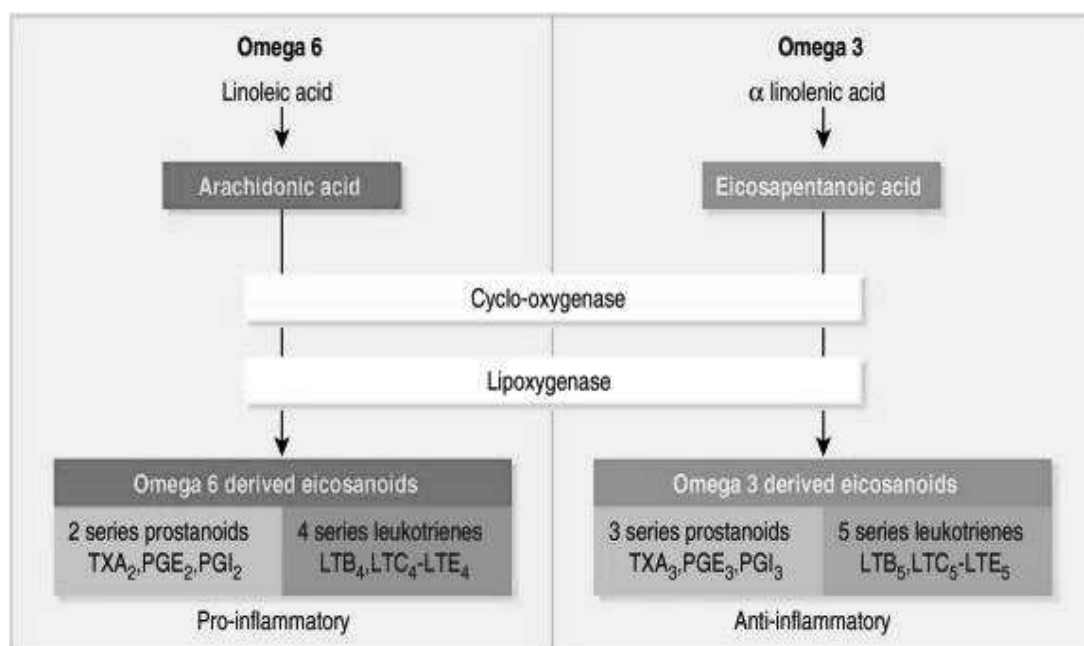 Omega 6
Linoleic acid
Arachidonic acid
Omega 3
α linolenic acid
Eicosapentanoic acid
Cyclo-oxygenase
Lipoxygenase
Omega 6 derived eicosanoids
2 series prostanoids
TXA₂,PGE₂,PGI₂
4 series leukotrienes
LTB₄,LTC₄-LTE₄
Pro-inflammatory
Omega 3 derived eicosanoids
3 series prostanoids
TXA₃,PGE₃,PGI₃
5 series leukotrienes
LTB₅,LTC₅-LTE₅
Anti-inflammatory